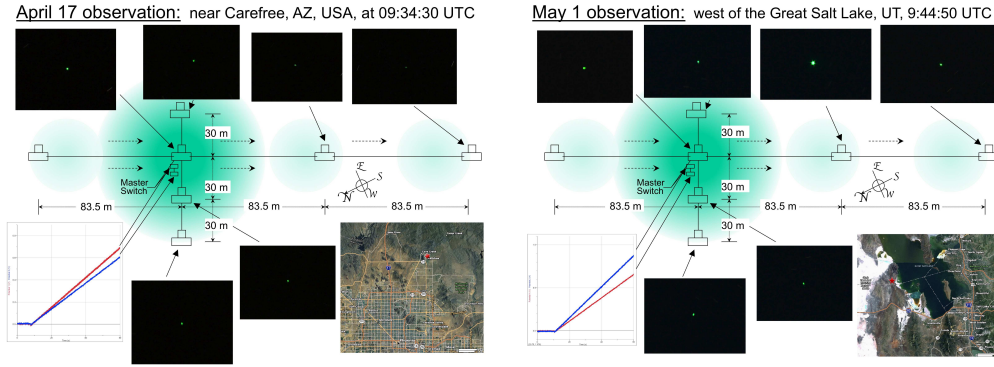 April 17 observation: near Carefree, AZ, USA, at 09:34:30 UTC
30 m
Master
Switch
30 m
83.5 m
83.5 m
83.5 m
30 m
E
S
N
W
May 1 observation: west of the Great Salt Lake, UT, 9:44:50 UTC
30 m
Master
Switch
30 m
83.5 m
83.5 m
83.5 m
30 m
E
S
N
W